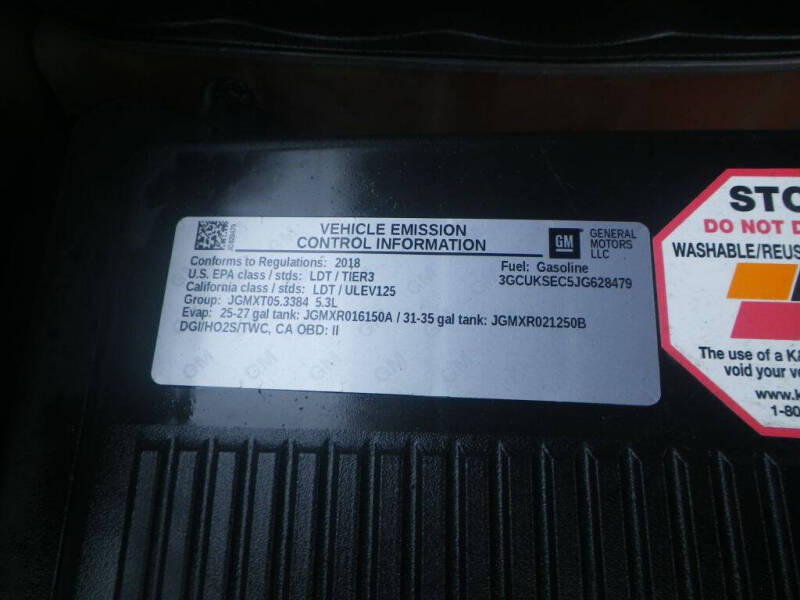 VEHICLE EMISSION
CONTROL INFORMATION
GM
GENERAL
MOTORS
LLC
Conforms to Regulations: 2018
U.S. EPA class / stds: LDT / TIER3
California class / stds: LDT / ULEV125
Group: JGMXT05.3384 5.3L
Evap: 25-27 gal tank: JGMXR016150A / 31-35 gal tank: JGMXR021250B
DGI/HO2S/TWC, CA OBD: II
Fuel: Gasoline
3GCUKSEC5JG628479
STO
DO NOT D
WASHABLE/REUS
The use of a K&
void your ve
www.k
1-80